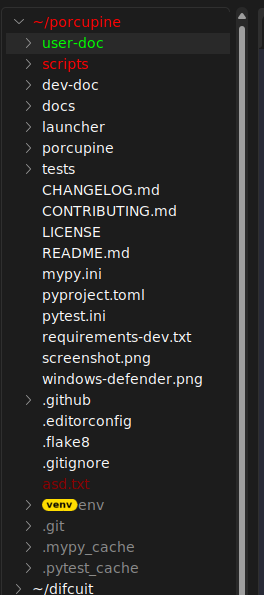 ~/porcupine
user-doc
scripts
dev-doc
docs
launcher
porcupine
tests
CHANGELOG.md
CONTRIBUTING.md
LICENSE
README.md
mypy.ini
pyproject.toml
pytest.ini
requirements-dev.txt
screenshot.png
windows-defender.png
.github
.editorconfig
.flake8
.gitignore
asd.txt
venv env
.git
.mypy_cache
.pytest_cache
~/difcuit